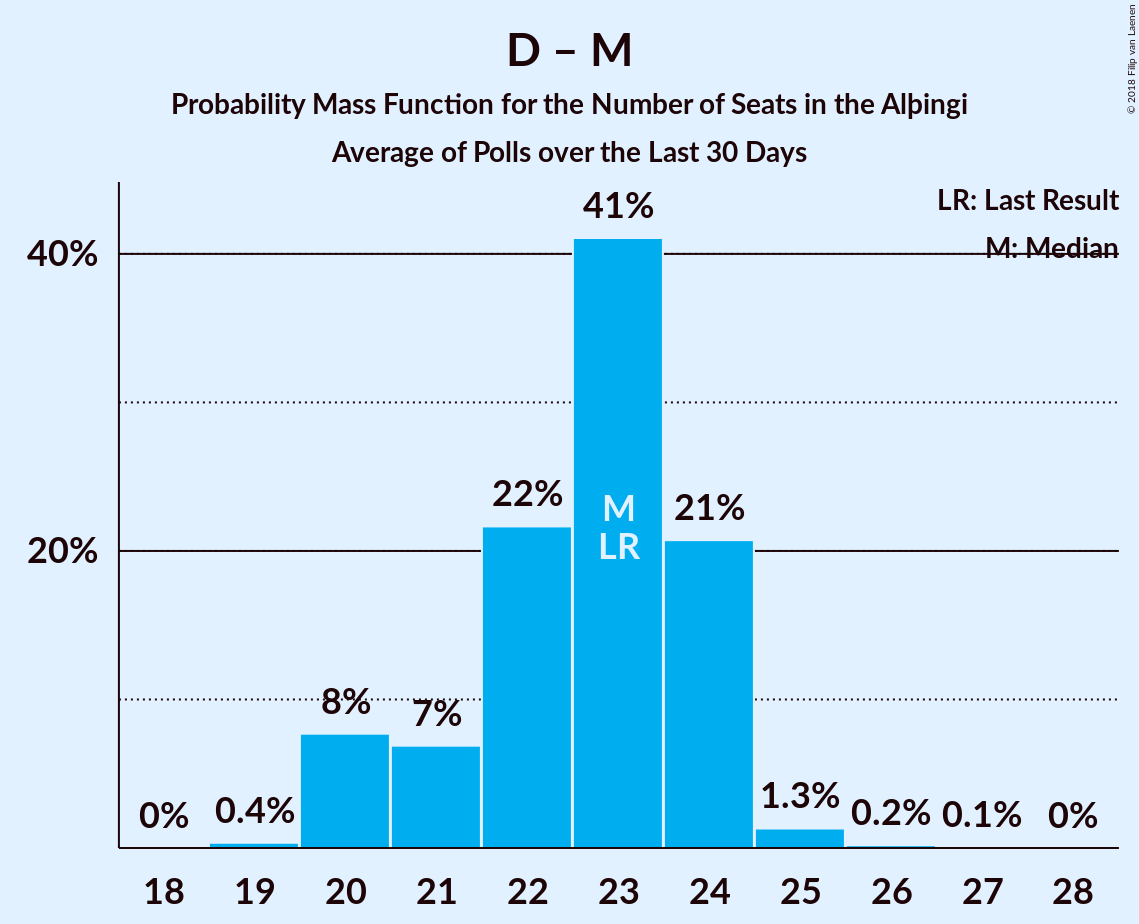 D – M
Probability Mass Function for the Number of Seats in the Alþingi
Average of Polls over the Last 30 Days
© 2018 Filip van Laenen
LR: Last Result
M: Median
41%
40%
22%
M
21%
LR
20%
8%
7%
0%
0.4%
1.3%
0.2%
0.1%
0%
18 19 20 21 22 23 24 25 26 27 28